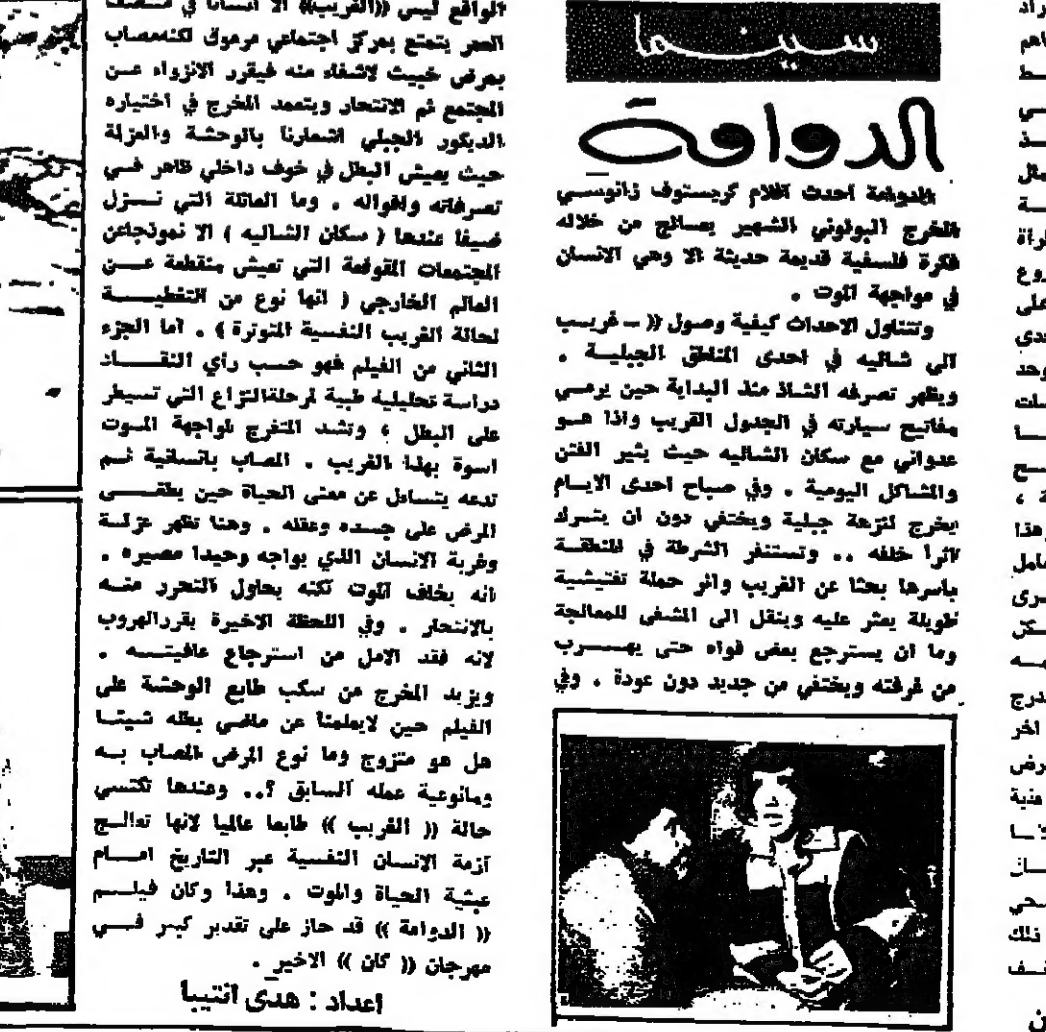 سينما
الدوامة
الدوامة احدث افلام كريستوف زانوسي
المخرج البولوني الشهير يعالج من خلاله
فكرة فلسفية قديمة حديثة الا وهي الانسان
في مواجهة الموت .
وتتناول الاحداث كيفية وصول (( ـ غريب
الى شاليه في احدى المناطق الجبلية .
ويظهر تصرفه الشاذ منذ البداية حين يرمي
مفاتيح سيارته في الجدول القريب واذا هو
عدواني مع سكان الشاليه حيث يثير الفتن
والمشاكل اليومية . وفي صباح احدى الايام
يخرج لنزهة جبلية ويختفي دون ان يترك
اثرا خلفه .. وتستنفر الشرطة في المنطقة
باسرها بحثا عن الغريب واثر حملة تفتيشية
طويلة يعثر عليه وينقل الى المشفى للمعالجة
وما ان يسترجع بعض قواه حتى يهرب
من غرفته ويختفي من جديد دون عودة . وفي
الواقع ليس ((الغريب)) الا انسانا في منتصف
العمر يتمتع بمركز اجتماعي مرموق لكنه مصاب
بمرض خبيث لاشفاء منه فيقرر الانزواء عن
المجتمع ثم الانتحار ويتعمد المخرج في اختياره
الديكور الجبلي اشعارنا بالوحشة والعزلة
حيث يعيش البطل في خوف داخلي ظاهر في
تصرفاته واقواله . وما العائلة التي نزل
ضيفا عندها ( سكان الشاليه ) الا نموذجا عن
المجتمعات القوقعة التي تعيش منقطعة عن
العالم الخارجي ( انها نوع من التغطية
لحالة الغريب النفسية المتوترة ) . اما الجزء
الثاني من الفيلم فهو حسب رأي النقاد
دراسة تحليلية طبية لمرحلة النزاع التي تسيطر
على البطل ، وتشد المتفرج لمواجهة الموت
اسوة بهذا الغريب . المصاب بانسانية ثم
تدعه يتساءل عن معنى الحياة حين يطغى
المرض على جسده وعقله . وهنا تظهر عزلة
وغربة الانسان الذي يواجه وحيدا مصيره .
انه يخاف الموت لكنه يحاول التحرر منه
بالانتحار . وفي اللحظة الاخيرة يقرر الهروب
لانه فقد الامل من استرجاع عافيته .
ويزيد المخرج من سكب طابع الوحشة على
الفيلم حين لايعلمنا عن ماضي بطله شيئا
هل هو متزوج وما نوع المرض المصاب به
ومانوعية عمله السابق ؟.. وعندها تكتسي
حالة (( الغريب )) طابعا عالميا لانها تعالج
ازمة الانسان النفسية عبر التاريخ امام
عبثية الحياة والموت . وهذا وكان فيلم
(( الدوامة )) قد حاز على تقدير كبير في
مهرجان (( كان )) الاخير .
اعداد : هدى انتيبا